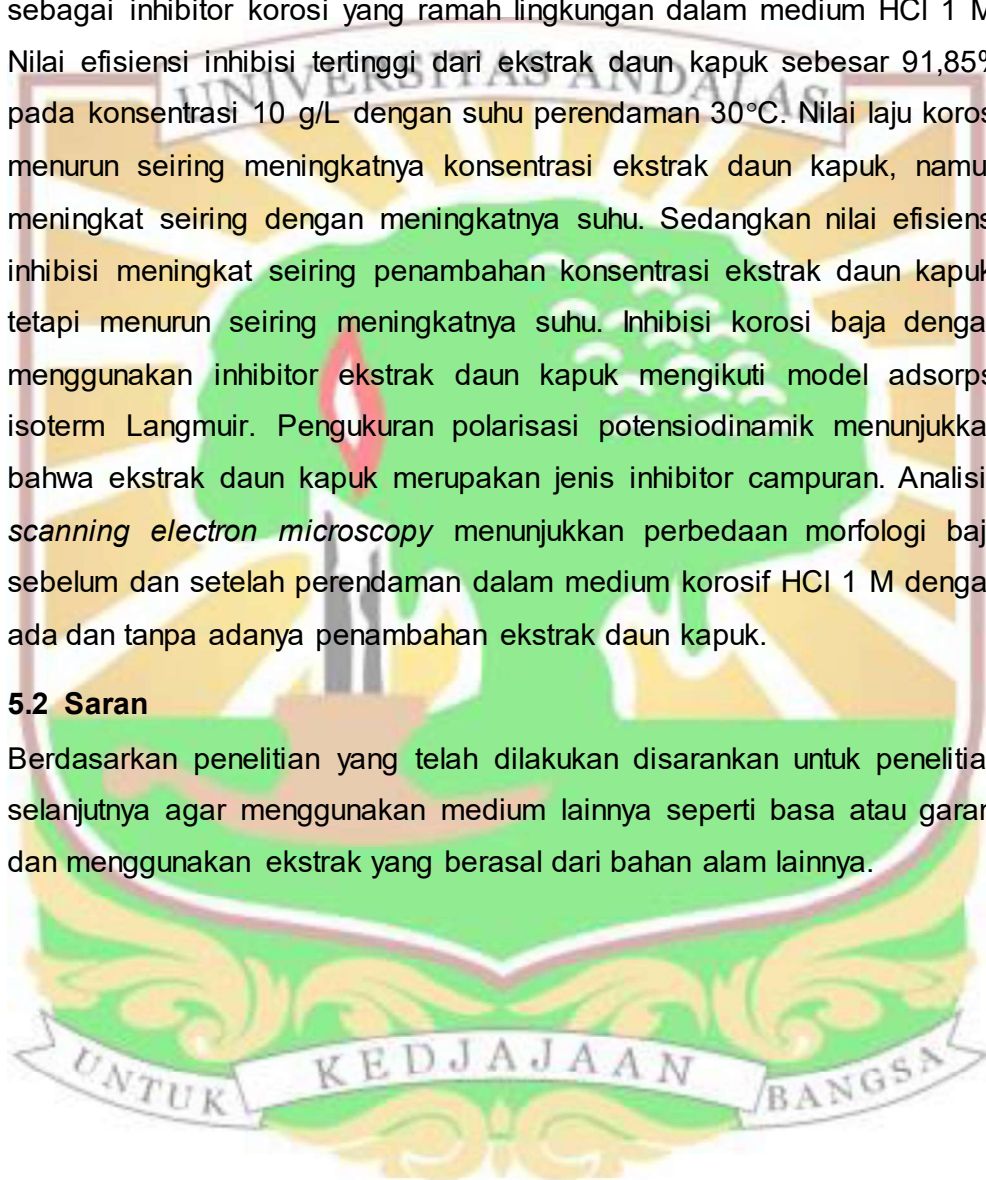 sebagai inhibitor korosi yang ramah lingkungan dalam medium HCl 1 M
Nilai efisiensi inhibisi tertinggi dari ekstrak daun kapuk sebesar 91,85%
UNIVERSITAS ANDALAS
pada konsentrasi 10 g/L dengan suhu perendaman 30°C. Nilai laju koros
menurun seiring meningkatnya konsentrasi ekstrak daun kapuk, namu
meningkat seiring dengan meningkatnya suhu. Sedangkan nilai efisiens
inhibisi meningkat seiring penambahan konsentrasi ekstrak daun kapuk
tetapi menurun seiring meningkatnya suhu. Inhibisi korosi baja denga
menggunakan inhibitor ekstrak daun kapuk mengikuti model adsorps
isoterm Langmuir. Pengukuran polarisasi potensiodinamik menunjukka
bahwa ekstrak daun kapuk merupakan jenis inhibitor campuran. Analisi
scanning electron microscopy menunjukkan perbedaan morfologi baj
sebelum dan setelah perendaman dalam medium korosif HCl 1 M denga
ada dan tanpa adanya penambahan ekstrak daun kapuk.
5.2 Saran
Berdasarkan penelitian yang telah dilakukan disarankan untuk penelitia
selanjutnya agar menggunakan medium lainnya seperti basa atau garam
dan menggunakan ekstrak yang berasal dari bahan alam lainnya.
UNTUK KEDJAJAAN BANGSA